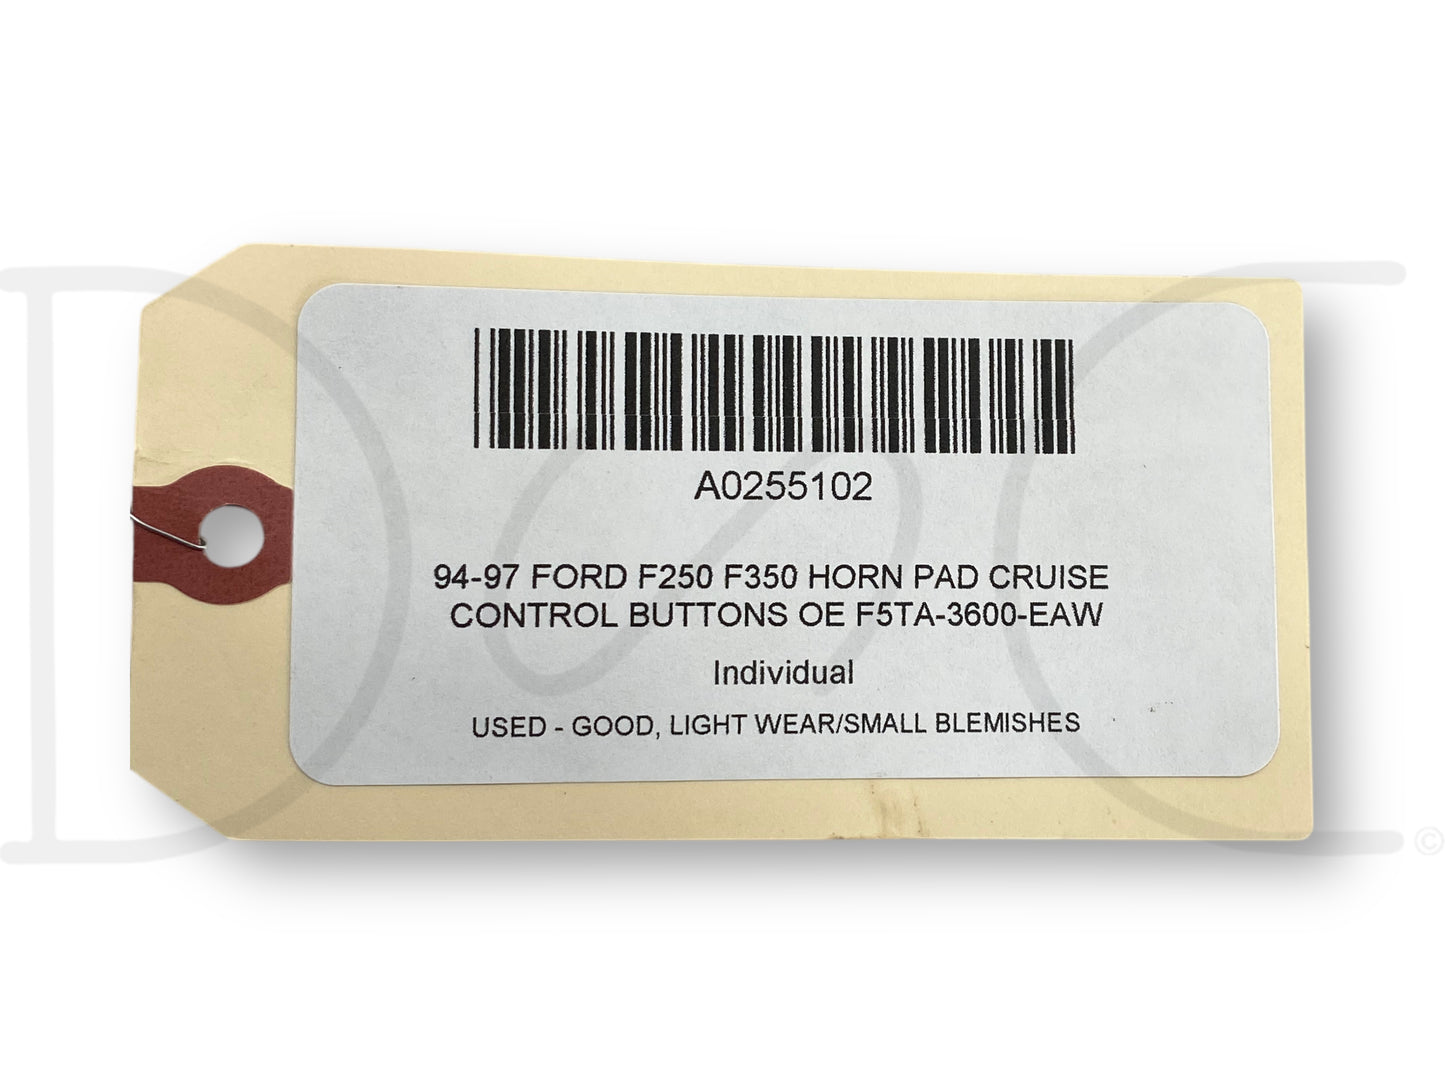 A0255102
94-97 FORD F250 F350 HORN PAD CRUISE
CONTROL BUTTONS OE F5TA-3600-EAW
Individual
USED - GOOD, LIGHT WEAR/SMALL BLEMISHES
©